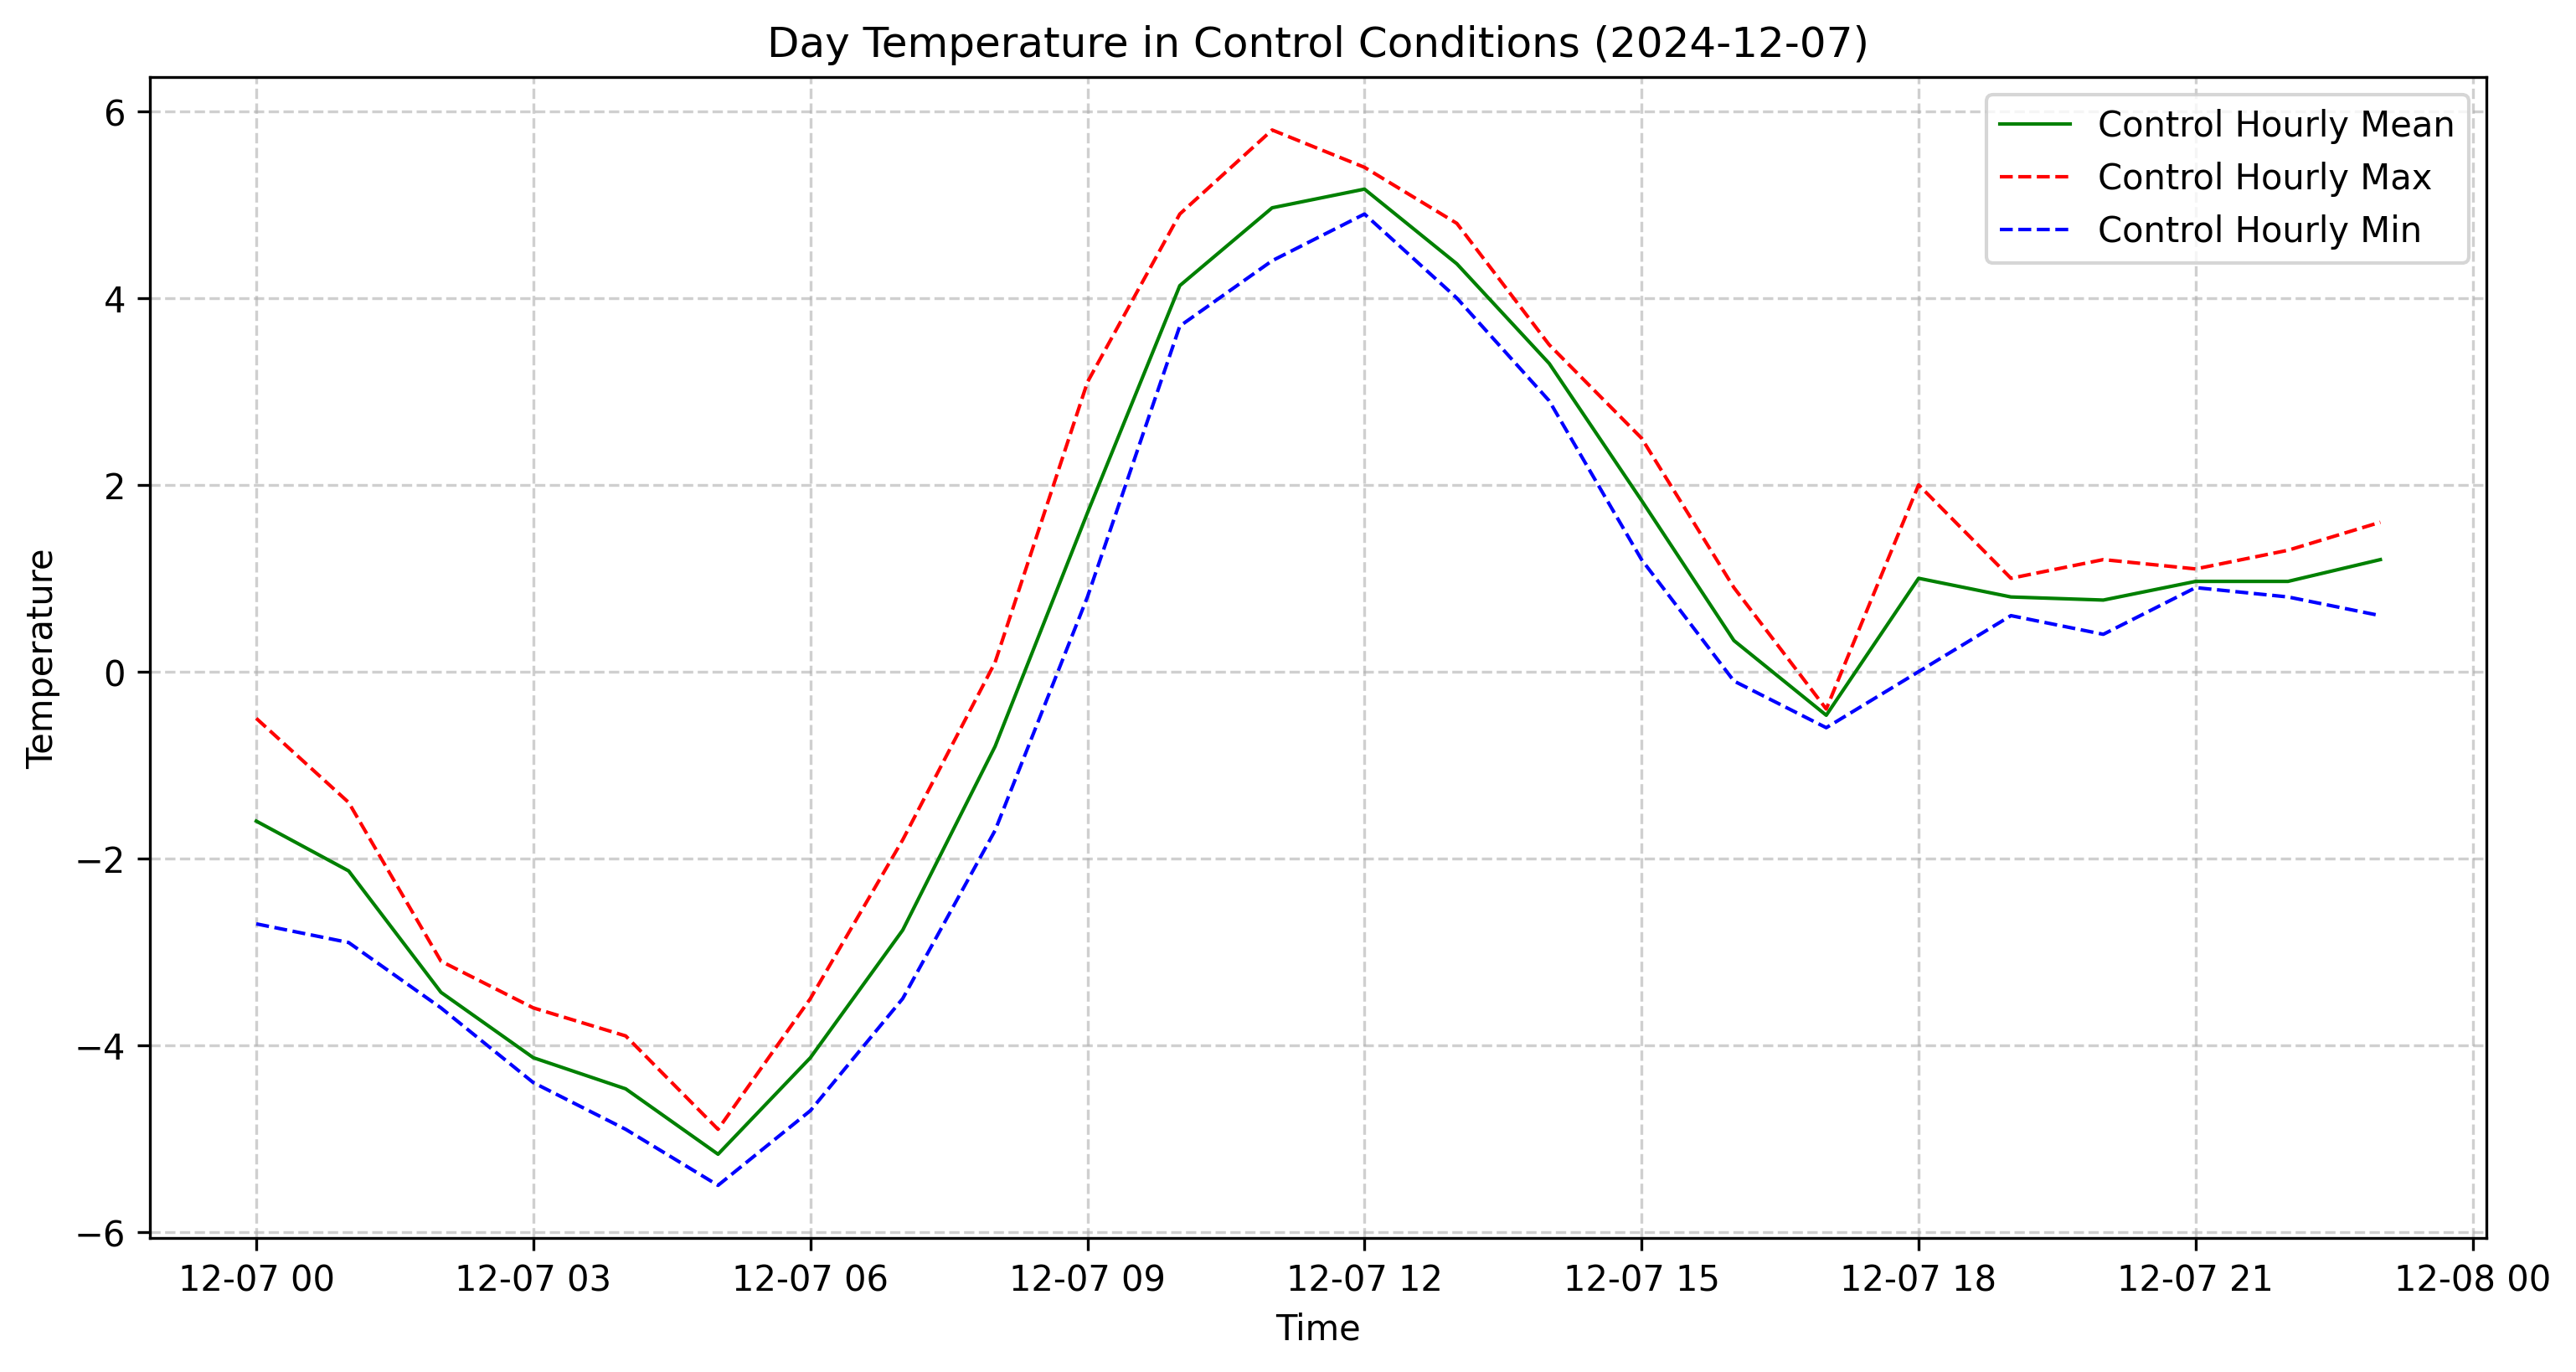 Day Temperature in Control Conditions (2024-12-07)
Control Hourly Mean
Control Hourly Max
Control Hourly Min
6
4
2
0
−2
−4
−6
Temperature
12-07 00 12-07 03 12-07 06 12-07 09 12-07 12 12-07 15 12-07 18 12-07 21 12-08 00
Time